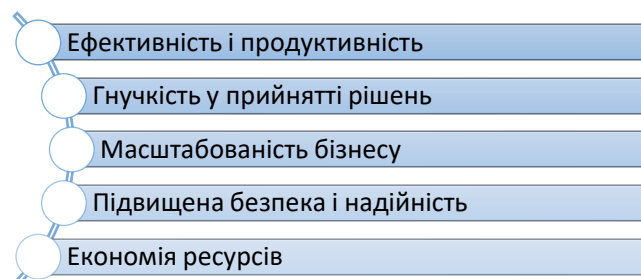 Ефективність і продуктивність
Гнучкість у прийнятті рішень
Масштабованість бізнесу
Підвищена безпека і надійність
Економія ресурсів